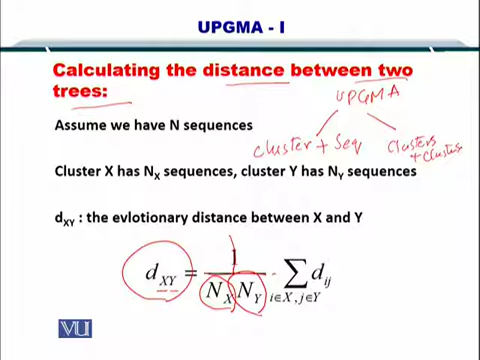 UPGMA - I
Calculating the distance between two
trees:
UPGMA
Assume we have N sequences
Cluster + Seq
Clusters
+ Cluster
Cluster X has NX sequences, cluster Y has NY sequences
dXY : the evlotionary distance between X and Y
dXY = 1 / NX NY ∑ i∈X, j∈Y dij
VU